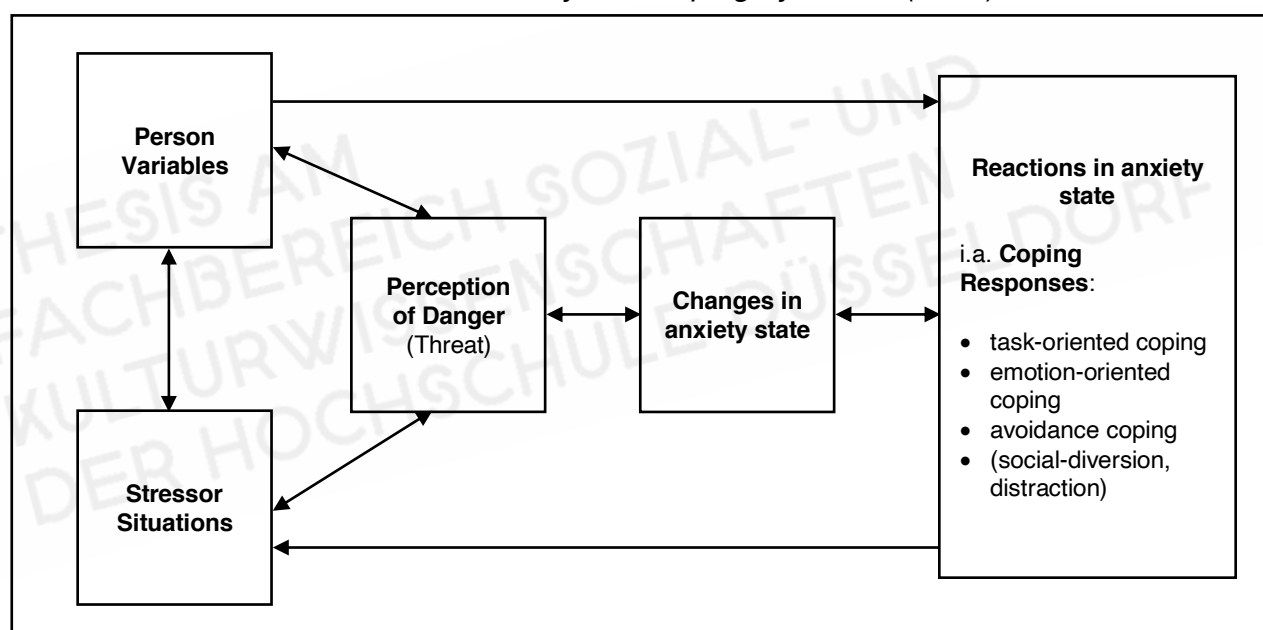 Person
Variables
Perception
of Danger
(Threat)
Changes in
anxiety state
Stressor
Situations
Reactions in anxiety
state
i.a. Coping
Responses:
• task-oriented coping
• emotion-oriented
coping
• avoidance coping
• (social-diversion,
distraction)
THESIS AM
FACHBEREICH SOZIAL- UND
KULTURWISSENSCHAFTEN
DER HOCHSCHULE DÜSSELDORF